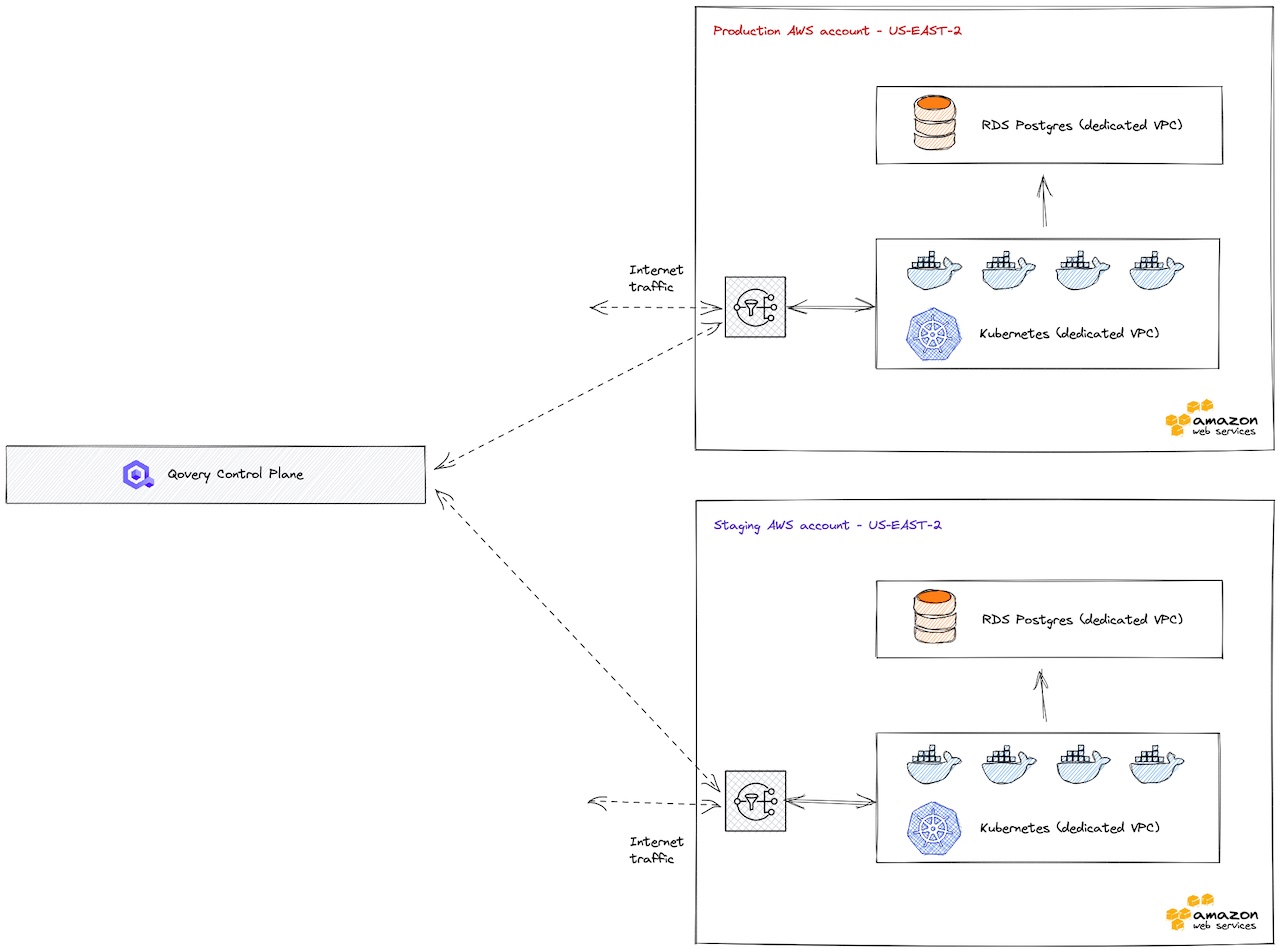 Production AWS account - US-EAST-2
RDS Postgres (dedicated VPC)
Internet
traffic
Kubernetes (dedicated VPC)
amazon
web services
Qovery Control Plane
Staging AWS account - US-EAST-2
RDS Postgres (dedicated VPC)
Internet
traffic
Kubernetes (dedicated VPC)
amazon
web services